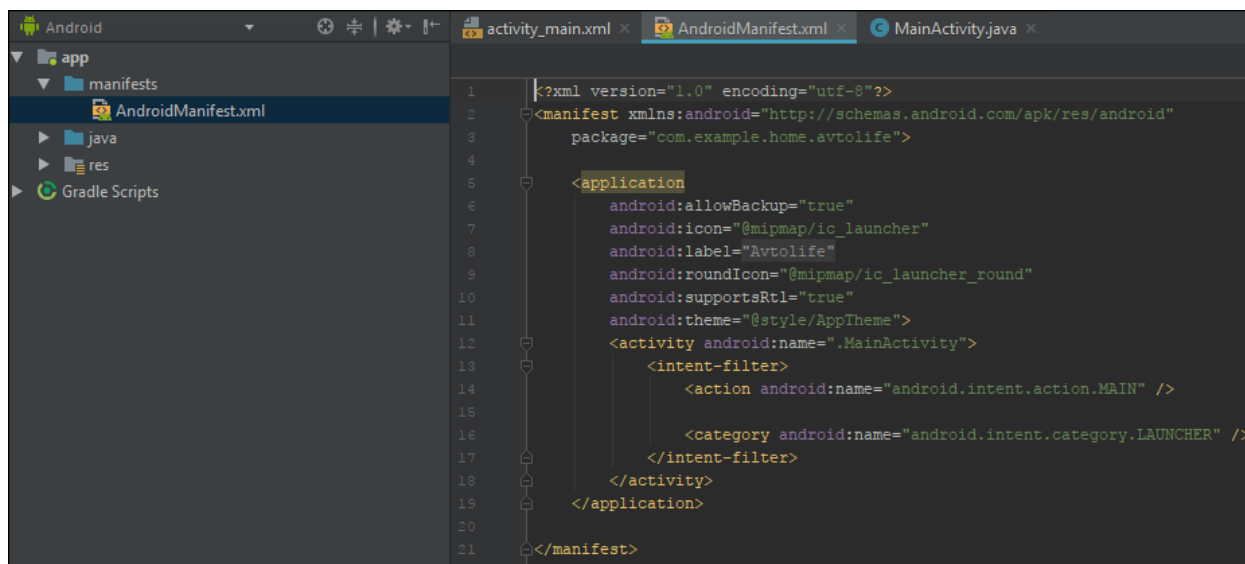 Android
app
manifests
AndroidManifest.xml
java
res
Gradle Scripts
activity_main.xml
AndroidManifest.xml
MainActivity.java
1 <?xml version="1.0" encoding="utf-8"?>
2 <manifest xmlns:android="http://schemas.android.com/apk/res/android"
3 package="com.example.home.avtolife">
4
5 <application
6 android:allowBackup="true"
7 android:icon="@mipmap/ic_launcher"
8 android:label="Avtolife"
9 android:roundIcon="@mipmap/ic_launcher_round"
10 android:supportsRtl="true"
11 android:theme="@style/AppTheme">
12 <activity android:name=".MainActivity">
13 <intent-filter>
14 <action android:name="android.intent.action.MAIN" />
15
16 <category android:name="android.intent.category.LAUNCHER" />
17 </intent-filter>
18 </activity>
19 </application>
20
21 </manifest>